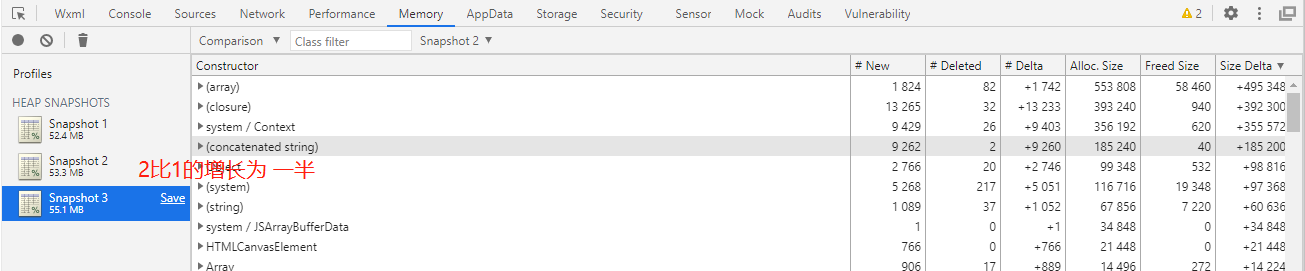 Wxml Console Sources Network Performance Memory AppData Storage Security Sensor Mock Audits Vulnerability 2
Comparison Class filter Snapshot 2
Profiles
HEAP SNAPSHOTS
Snapshot 1
52.4 MB
Snapshot 2
53.3 MB
Snapshot 3 Save
55.1 MB
2比1的增长为 一半
Constructor # New # Deleted # Delta Alloc. Size Freed Size Size Delta
(array) 1 824 82 +1 742 553 808 58 460 +495 348
(closure) 13 265 32 +13 233 393 240 940 +392 300
system / Context 9 429 26 +9 403 356 192 620 +355 572
(concatenated string) 9 262 2 +9 260 185 240 40 +185 200
2 766 20 +2 746 99 348 532 +98 816
(system) 5 268 217 +5 051 116 716 19 348 +97 368
(string) 1 089 37 +1 052 67 856 7 220 +60 636
system / JSArrayBufferData 1 0 +1 34 848 0 +34 848
HTMLCanvasElement 766 0 +766 21 448 0 +21 448
Array 906 17 +889 14 496 272 +14 224